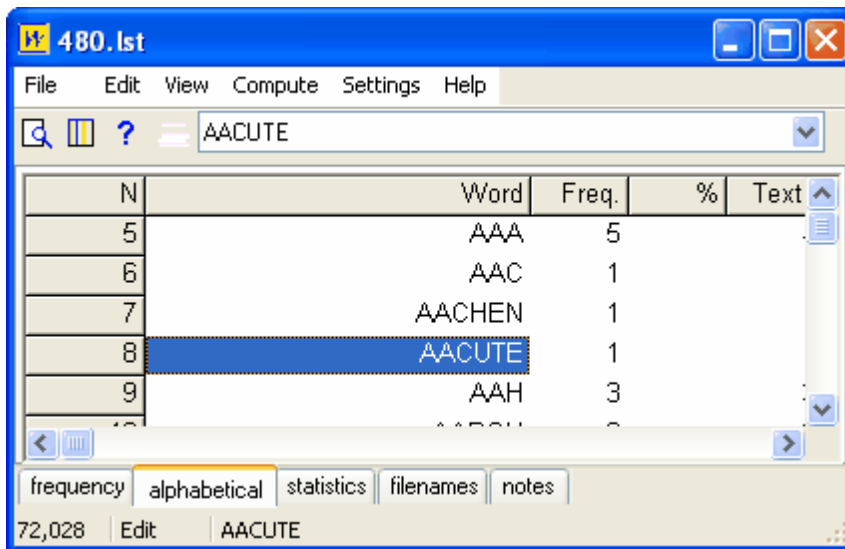 480.lst
File Edit View Compute Settings Help
? AACUTE
N Word Freq. % Text
5 AAA 5
6 AAC 1
7 AACHEN 1
8 AACUTE 1
9 AAH 3
frequency alphabetical statistics filenames notes
72,028 Edit AACUTE